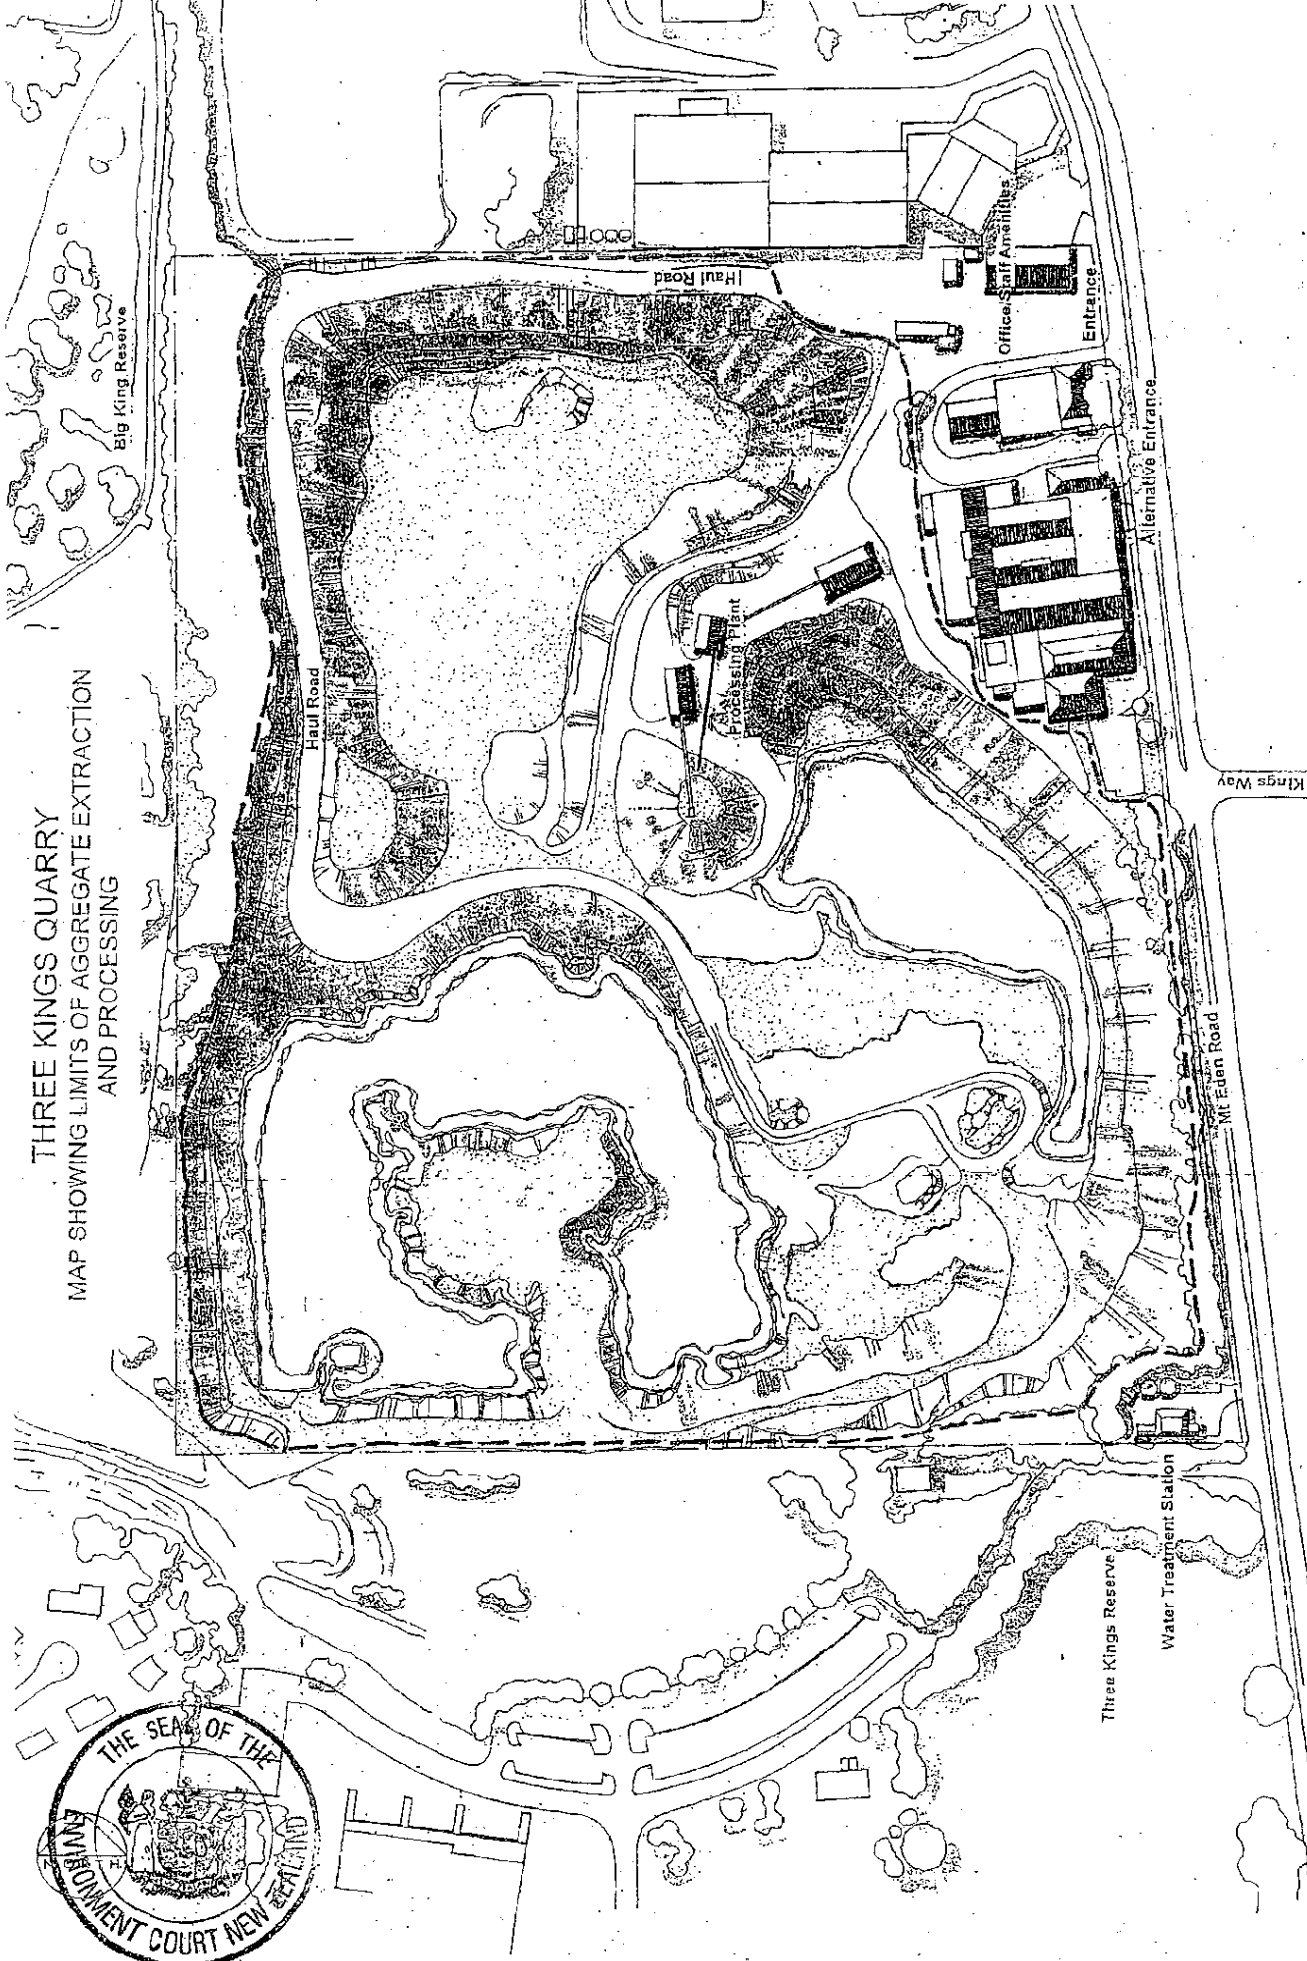 THREE KINGS QUARRY
MAP SHOWING LIMITS OF AGGREGATE EXTRACTION
AND PROCESSING
Big King Reserve
Haul Road
Haul Road
Office Staff Amenities
Entrance
Alternative Entrance
Processing Plant
Kings Way
Mt Eden Road
Three Kings Reserve
Water Treatment Station
THE SEAL OF THE
ENVIRONMENT COURT NEW ZEALAND